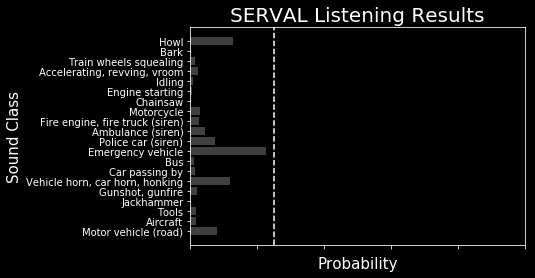 SERVAL Listening Results
Sound Class
Howl
Bark
Train wheels squealing
Accelerating, revving, vroom
Idling
Engine starting
Chainsaw
Motorcycle
Fire engine, fire truck (siren)
Ambulance (siren)
Police car (siren)
Emergency vehicle
Bus
Car passing by
Vehicle horn, car horn, honking
Gunshot, gunfire
Jackhammer
Tools
Aircraft
Motor vehicle (road)
Probability